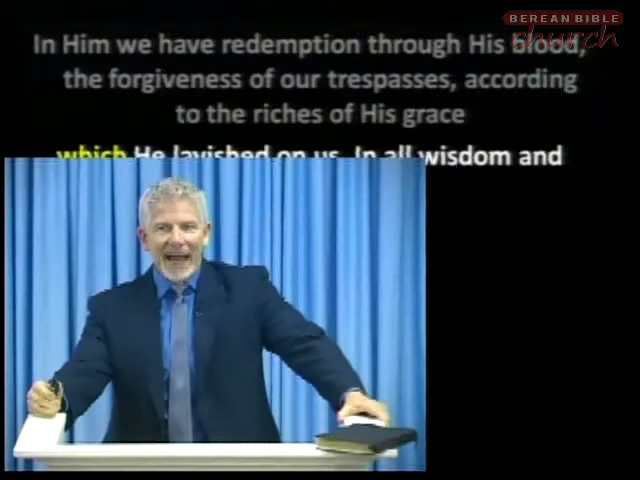 BEREAN BIBLE
church
In Him we have redemption through His blood,
the forgiveness of our trespasses, according
to the riches of His grace
which He lavished on us. In all wisdom and